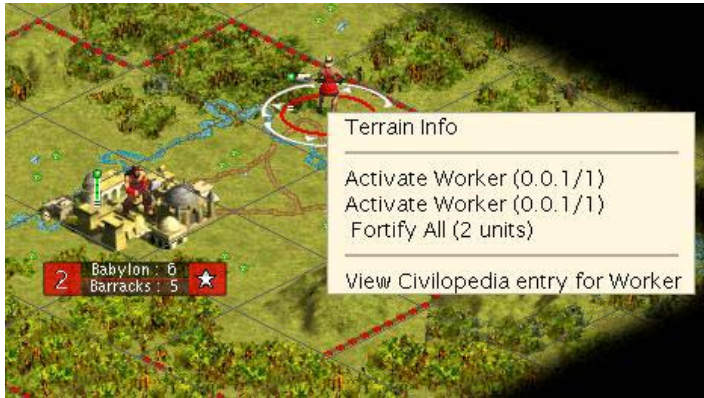 Terrain Info
Activate Worker (0.0.1/1)
Activate Worker (0.0.1/1)
Fortify All (2 units)
View Civilopedia entry for Worker
2
Babylon : 6
Barracks : 5